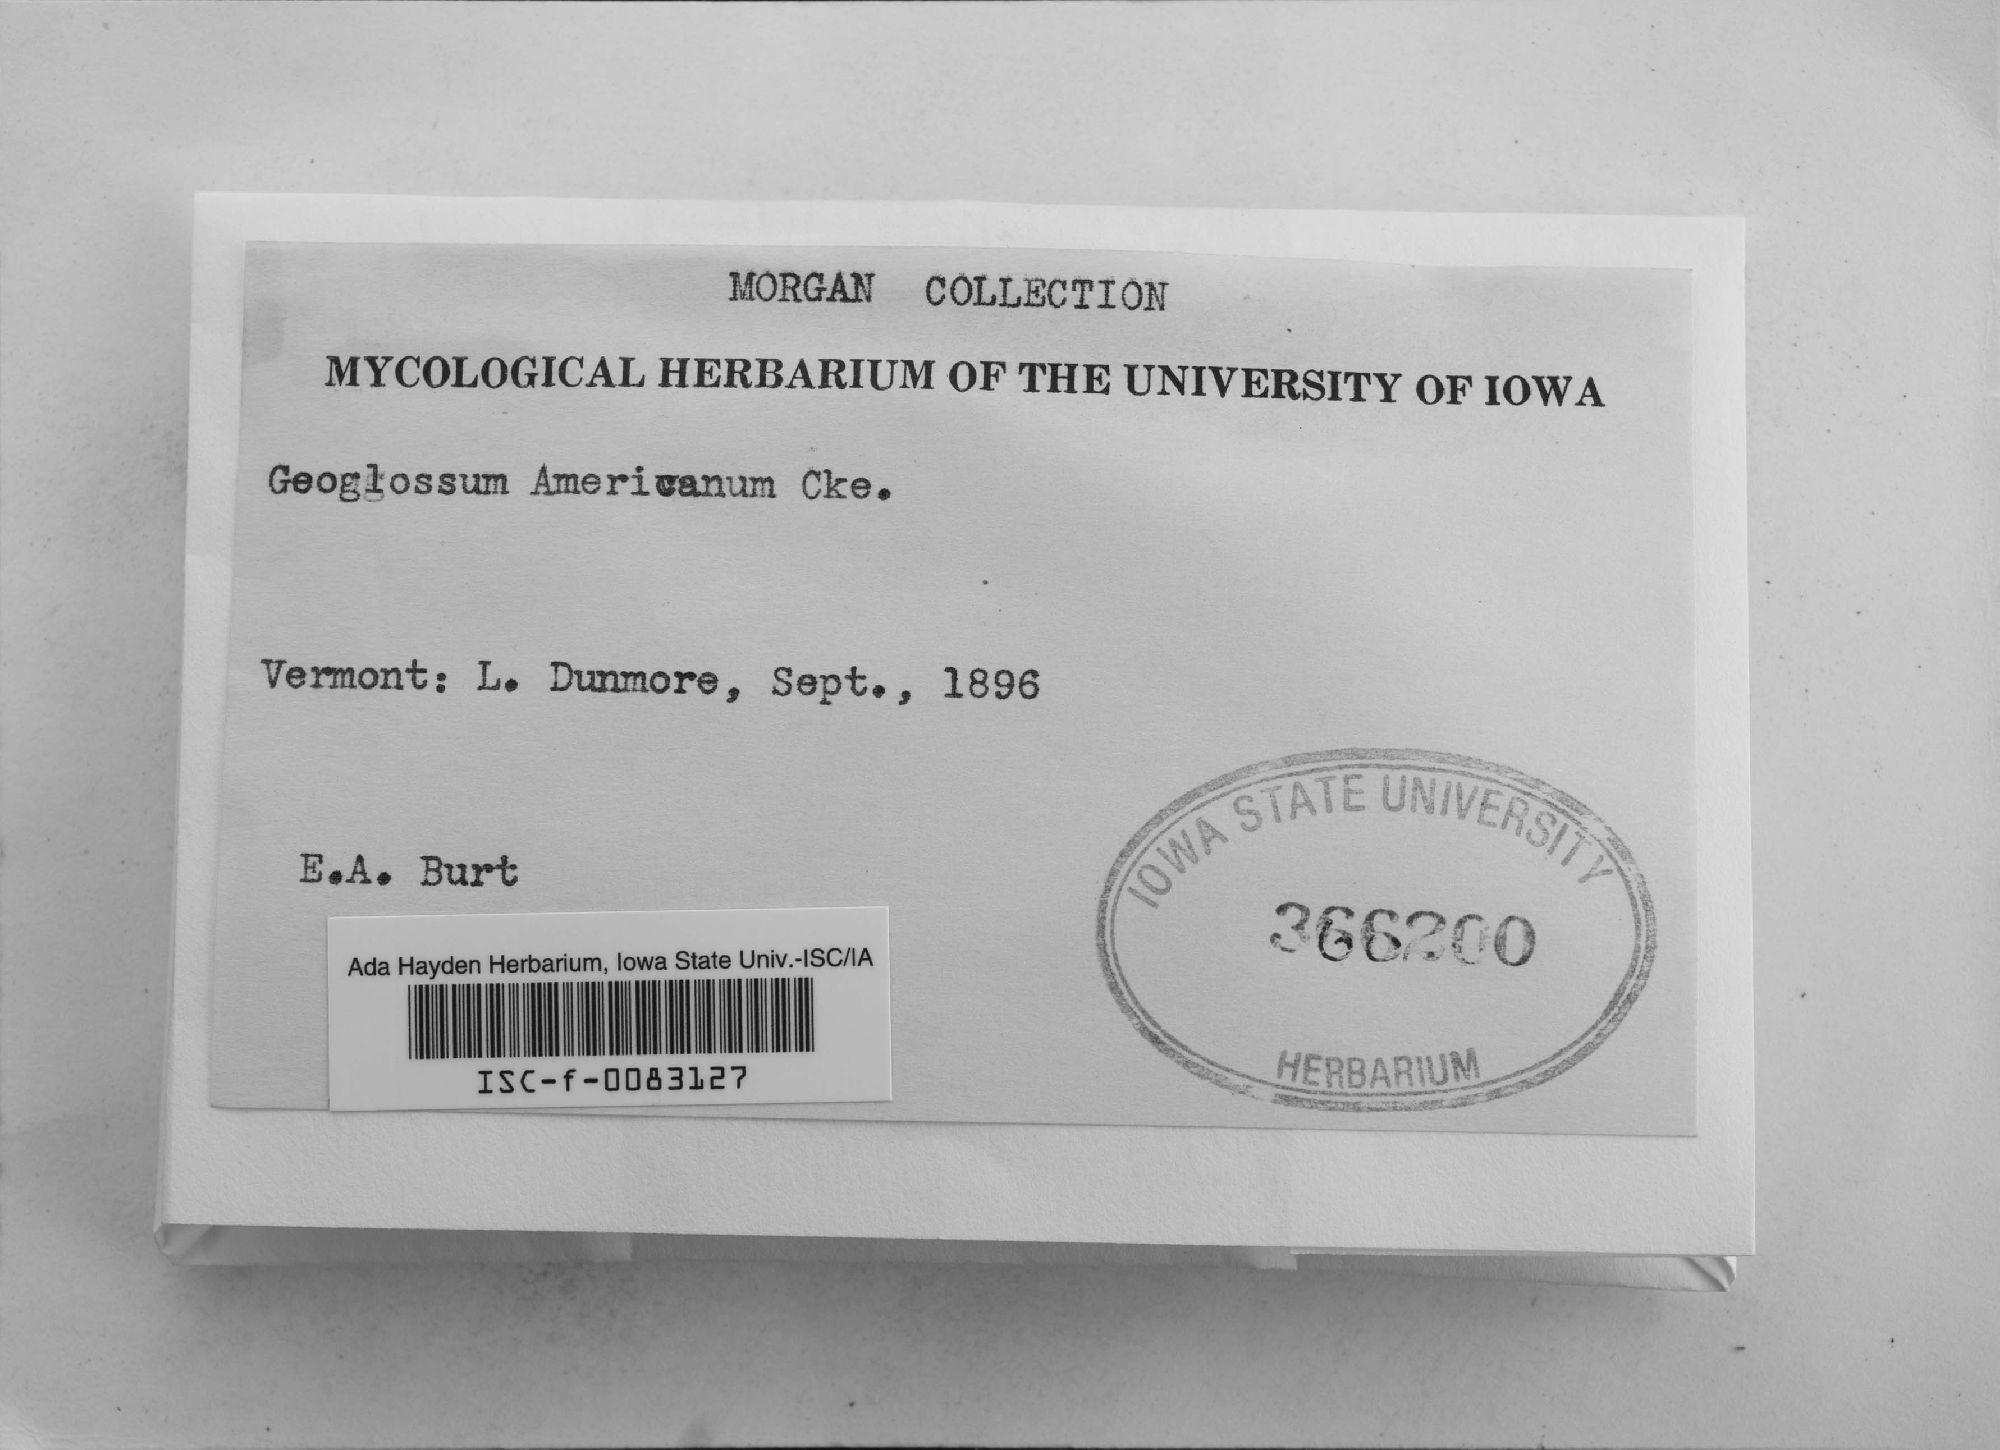 MORGAN COLLECTION
MYCOLOGICAL HERBARIUM OF THE UNIVERSITY OF IOWA
Geoglossum Americanum Cke.
Vermont: L. Dunmore, Sept., 1896
E.A. Burt
Ada Hayden Herbarium, Iowa State Univ.-ISC/IA
ISC-f-0083127
IOWA STATE UNIVERSITY
366200
HERBARIUM